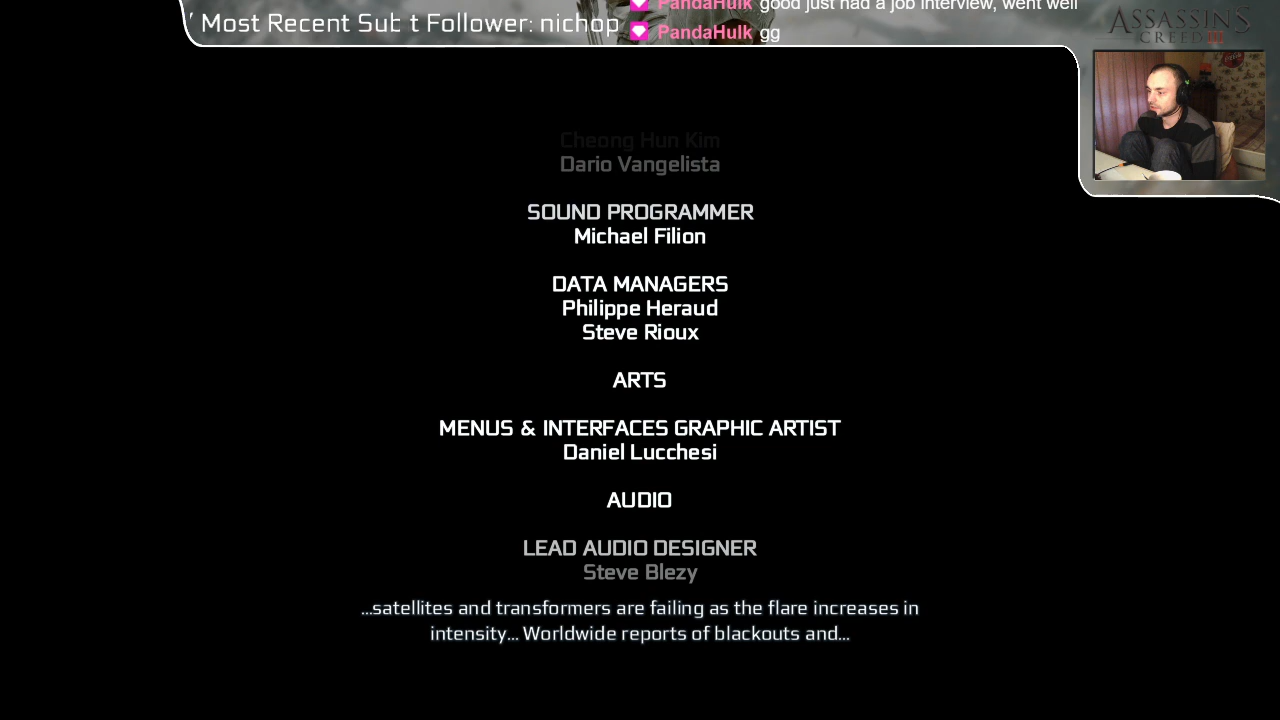 Most Recent Sub t Follower: nichop
PandaHulk good just had a job interview, went well
PandaHulk gg
ASSASSIN'S
CREED III
Cheong Hun Kim
Dario Vangelista
SOUND PROGRAMMER
Michael Filion
DATA MANAGERS
Philippe Heraud
Steve Rioux
ARTS
MENUS & INTERFACES GRAPHIC ARTIST
Daniel Lucchesi
AUDIO
LEAD AUDIO DESIGNER
Steve Blezy
...satellites and transformers are failing as the flare increases in
intensity... Worldwide reports of blackouts and...